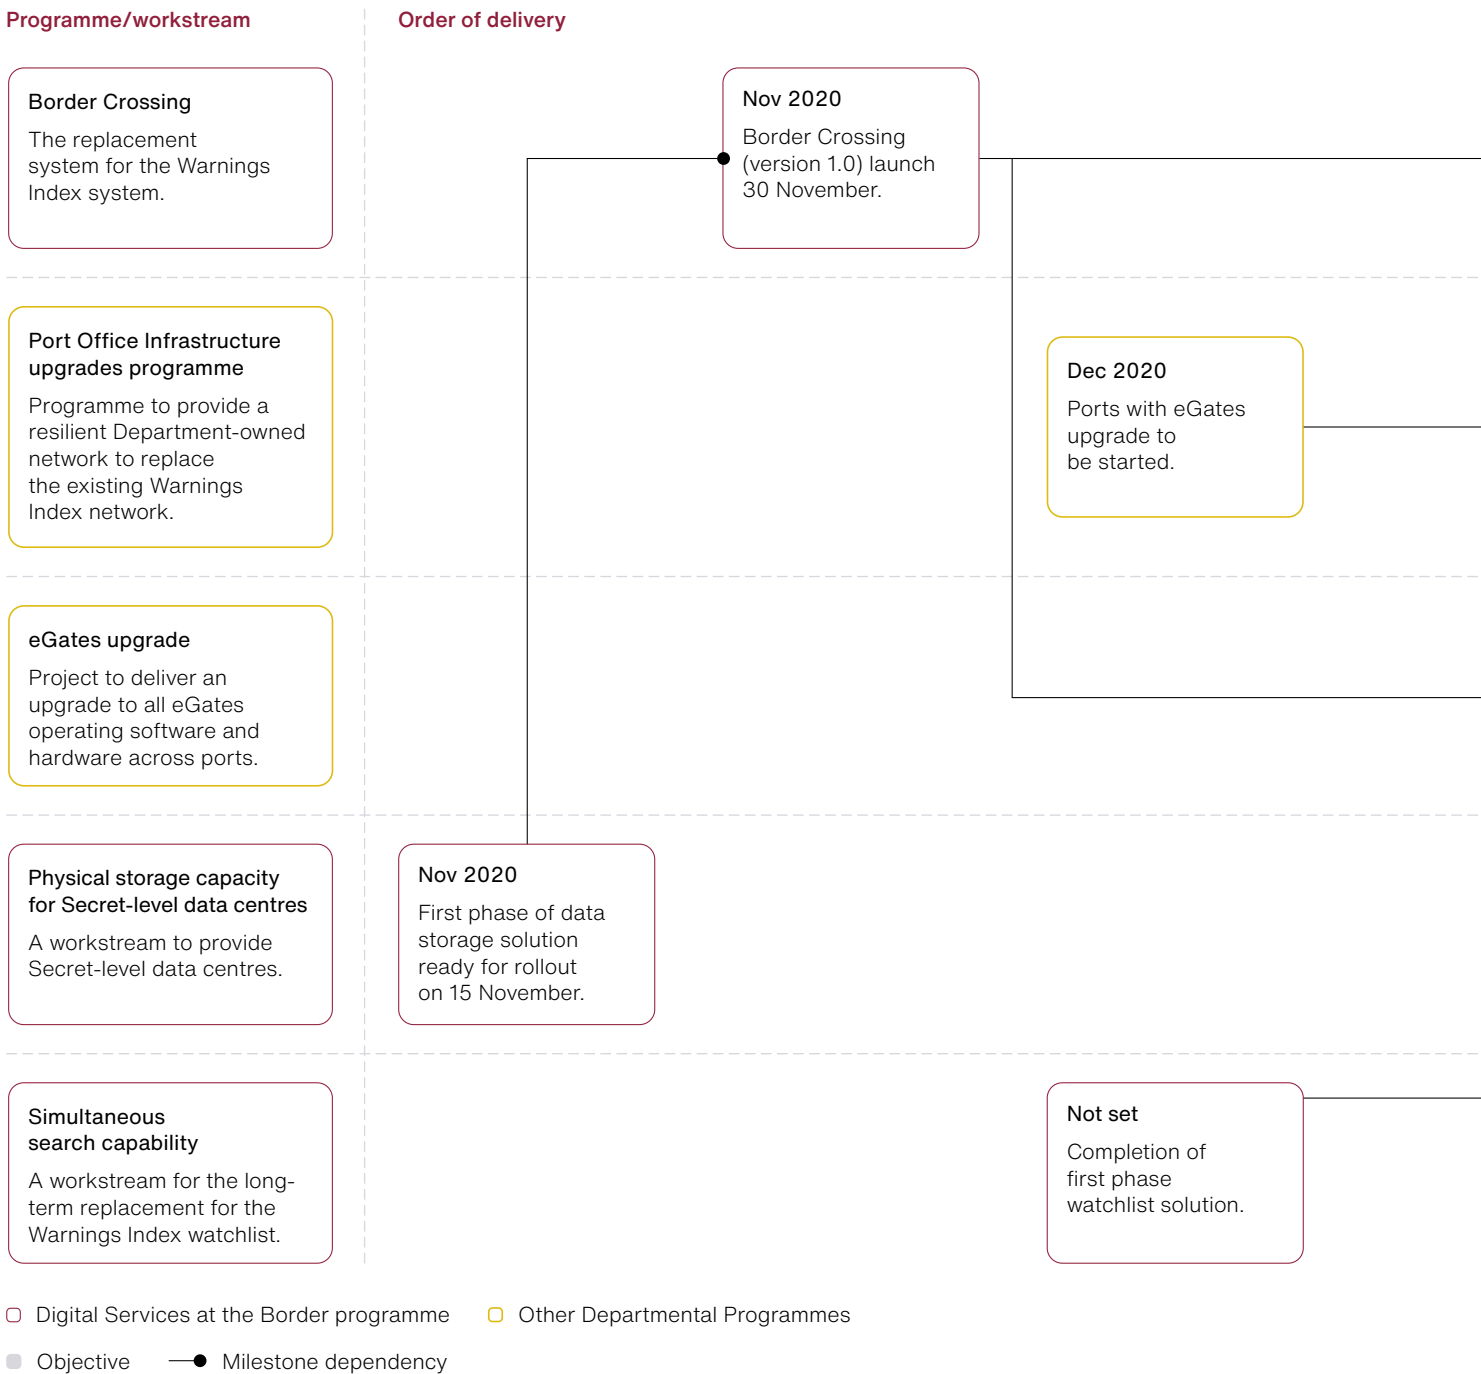 Programme/workstream
Order of delivery
Border Crossing
The replacement
system for the Warnings
Index system.
Nov 2020
Border Crossing
(version 1.0) launch
30 November.
Port Office Infrastructure
upgrades programme
Programme to provide a
resilient Department-owned
network to replace
the existing Warnings
Index network.
Dec 2020
Ports with eGates
upgrade to
be started.
eGates upgrade
Project to deliver an
upgrade to all eGates
operating software and
hardware across ports.
Physical storage capacity
for Secret-level data centres
A workstream to provide
Secret-level data centres.
Nov 2020
First phase of data
storage solution
ready for rollout
on 15 November.
Simultaneous
search capability
A workstream for the long-
term replacement for the
Warnings Index watchlist.
Not set
Completion of
first phase
watchlist solution.
Digital Services at the Border programme
Other Departmental Programmes
Objective
Milestone dependency